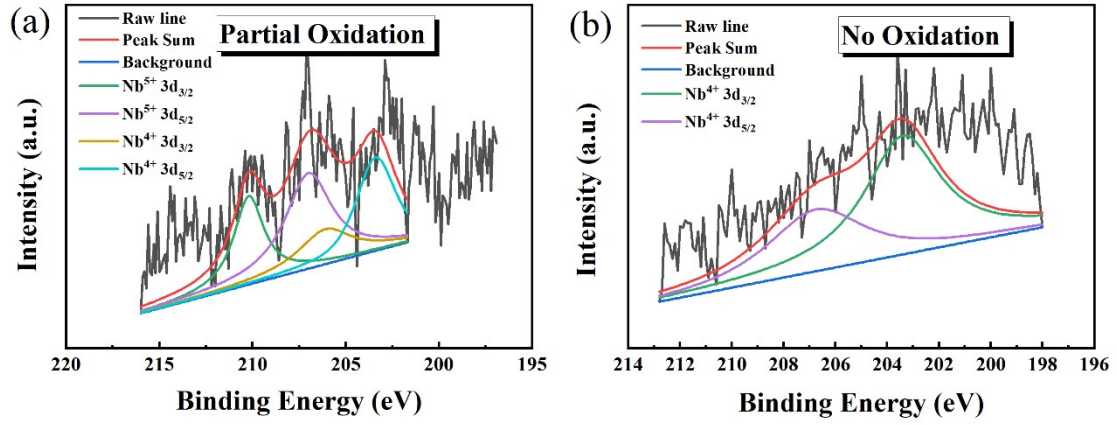 (a)
Partial Oxidation
Raw line
Peak Sum
Background
Nb5+ 3d3/2
Nb5+ 3d5/2
Nb4+ 3d3/2
Nb4+ 3d5/2
Intensity (a.u.)
220 215 210 205 200 195
Binding Energy (eV)
(b)
No Oxidation
Raw line
Peak Sum
Background
Nb4+ 3d3/2
Nb4+ 3d5/2
Intensity (a.u.)
214 212 210 208 206 204 202 200 198 196
Binding Energy (eV)